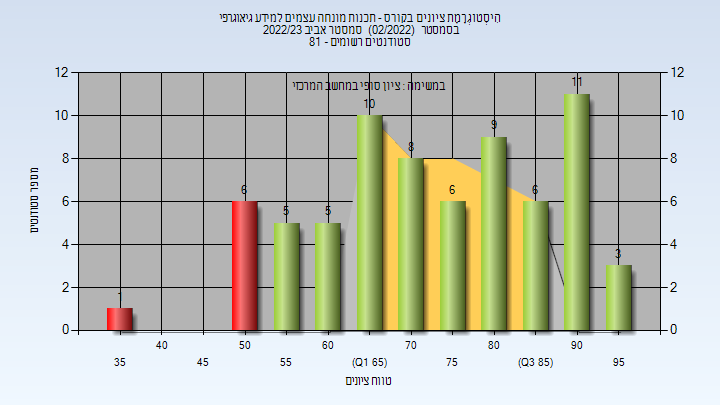 הִיסְטוֹגְרָמַת ציונים בקורס - תכנות מונחה עצמים למידע גיאוגרפי
בסמסטר (02/2022) סמסטר אביב 2022/23
סטודנטים רשומים - 81
במשימה : ציון סופי במחשב המרכזי
מספר סטודנטים
12 12
10 10
8 8
6 6
4 4
2 2
0 0
1 6 5 5 10 8 6 9 6 11 3
40 50 60 70 80 90
35 45 55 (Q1 65) 75 (Q3 85) 95
טווח ציונים